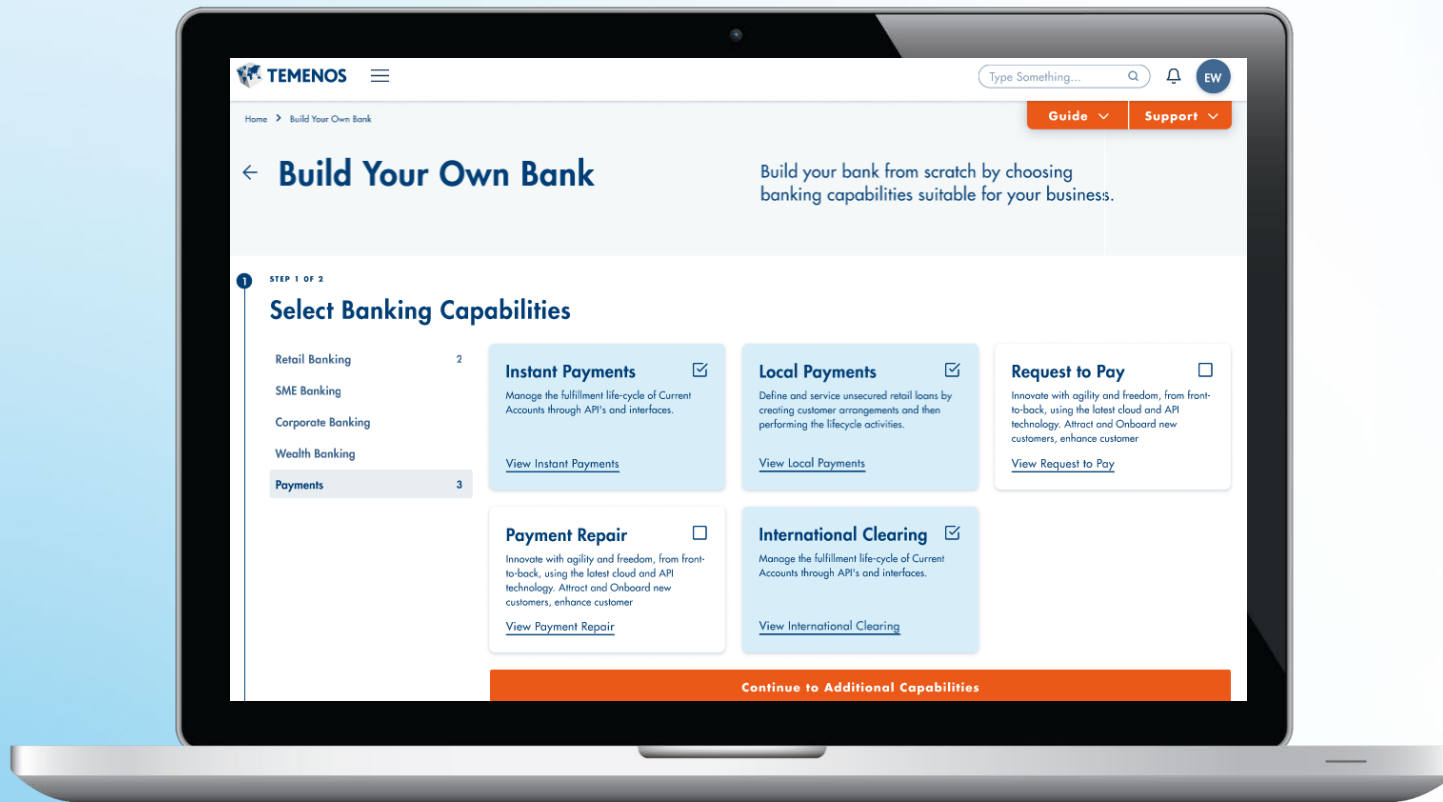 TEMENOS
Type Something...
EW
Home > Build Your Own Bank
Guide
Support
Build Your Own Bank
Build your bank from scratch by choosing
banking capabilities suitable for your business.
1
STEP 1 OF 2
Select Banking Capabilities
Retail Banking 2
SME Banking
Corporate Banking
Wealth Banking
Payments 3
Instant Payments
Manage the fulfillment life-cycle of Current
Accounts through API's and interfaces.
View Instant Payments
Local Payments
Define and service unsecured retail loans by
creating customer arrangements and then
performing the lifecycle activities.
View Local Payments
Request to Pay
Innovate with agility and freedom, from front-
to-back, using the latest cloud and API
technology. Attract and Onboard new
customers, enhance customer
View Request to Pay
Payment Repair
Innovate with agility and freedom, from front-
to-back, using the latest cloud and API
technology. Attract and Onboard new
customers, enhance customer
View Payment Repair
International Clearing
Manage the fulfillment life-cycle of Current
Accounts through API's and interfaces.
View International Clearing
Continue to Additional Capabilities